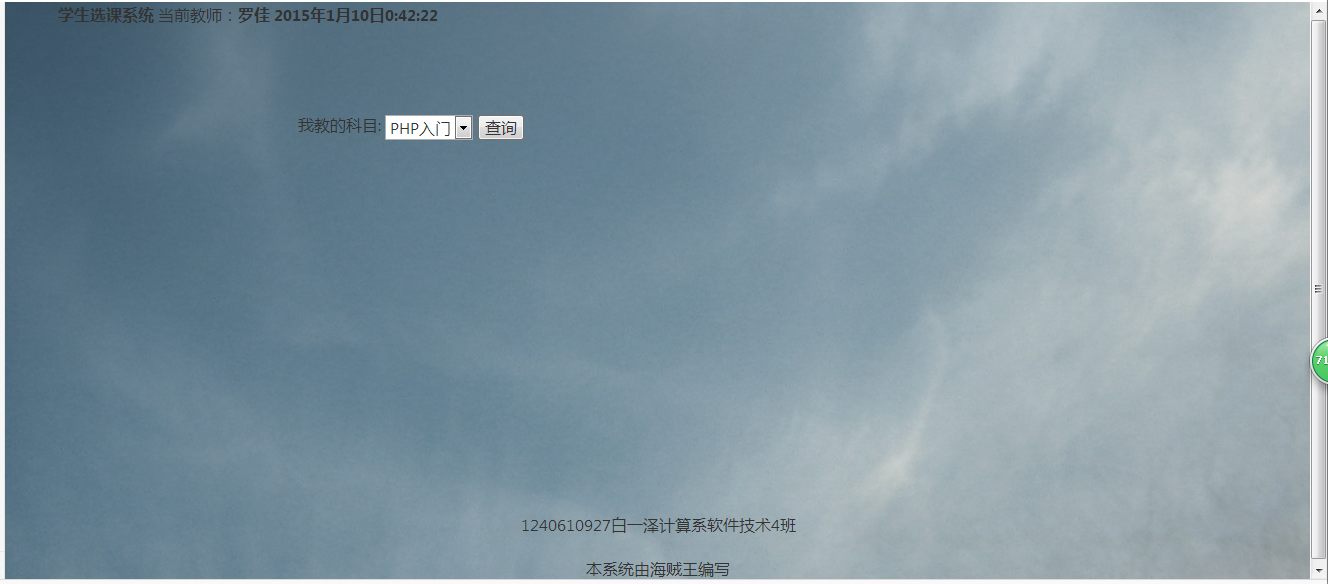 学生选课系统 当前教师：罗佳 2015年1月10日0:42:22
我教的科目: PHP入门 查询
71
1240610927白一泽计算系软件技术4班
本系统由海贼王编写